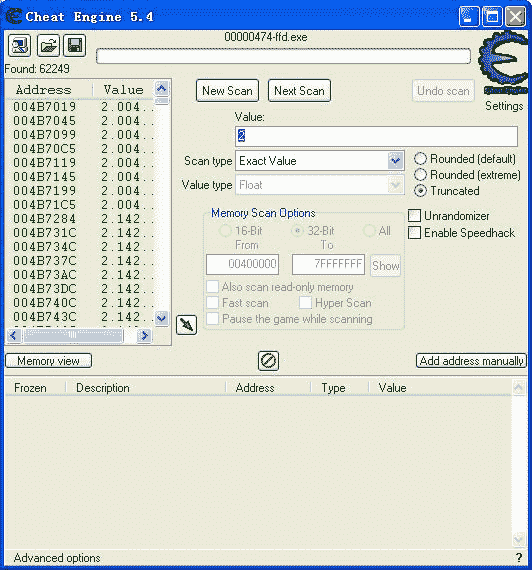 Cheat Engine 5.4
00000474-ffd.exe
Found: 62249
Address Value
004B7019 2.004..
004B7045 2.004..
004B7099 2.004..
004B70C5 2.004..
004B7119 2.004..
004B7145 2.004..
004B7199 2.004..
004B71C5 2.004..
004B7284 2.142..
004B731C 2.142..
004B734C 2.142..
004B737C 2.142..
004B73AC 2.142..
004B73DC 2.142..
004B740C 2.142..
004B743C 2.142..
New Scan Next Scan Undo scan
Settings
Value:
2
Scan type Exact Value
Value type Float
Rounded (default)
Rounded (extreme)
Truncated
Unrandomizer
Enable Speedhack
Memory Scan Options
16-Bit 32-Bit All
From To
00400000 7FFFFFFF Show
Also scan read-only memory
Fast scan Hyper Scan
Pause the game while scanning
Memory view Add address manually
Frozen Description Address Type Value
Advanced options ?